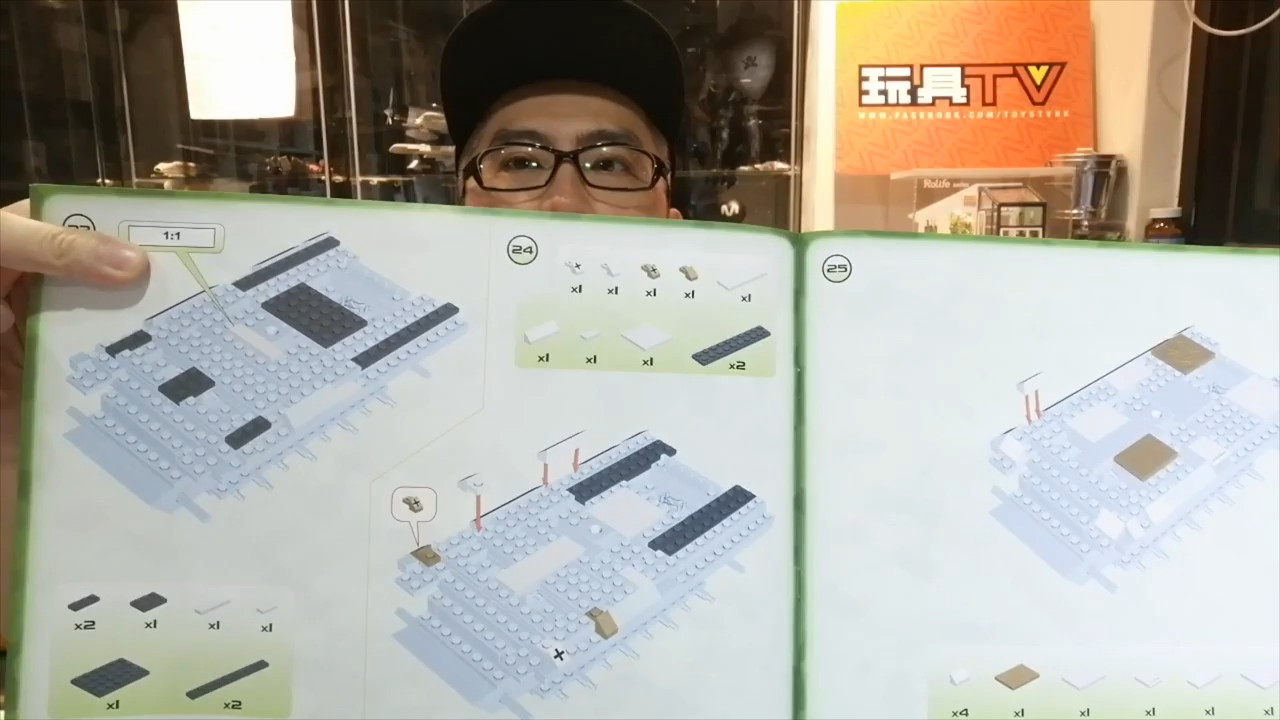 玩具TV
WWW.FACEBOOK.COM/TOYSTVHK
Rolife
1:1
x2 x1 x1 x1
x1 x2
24
x1 x1 x1 x1 x1
x1 x1 x1 x2
25
x4 x1 x1 x1 x1 x1